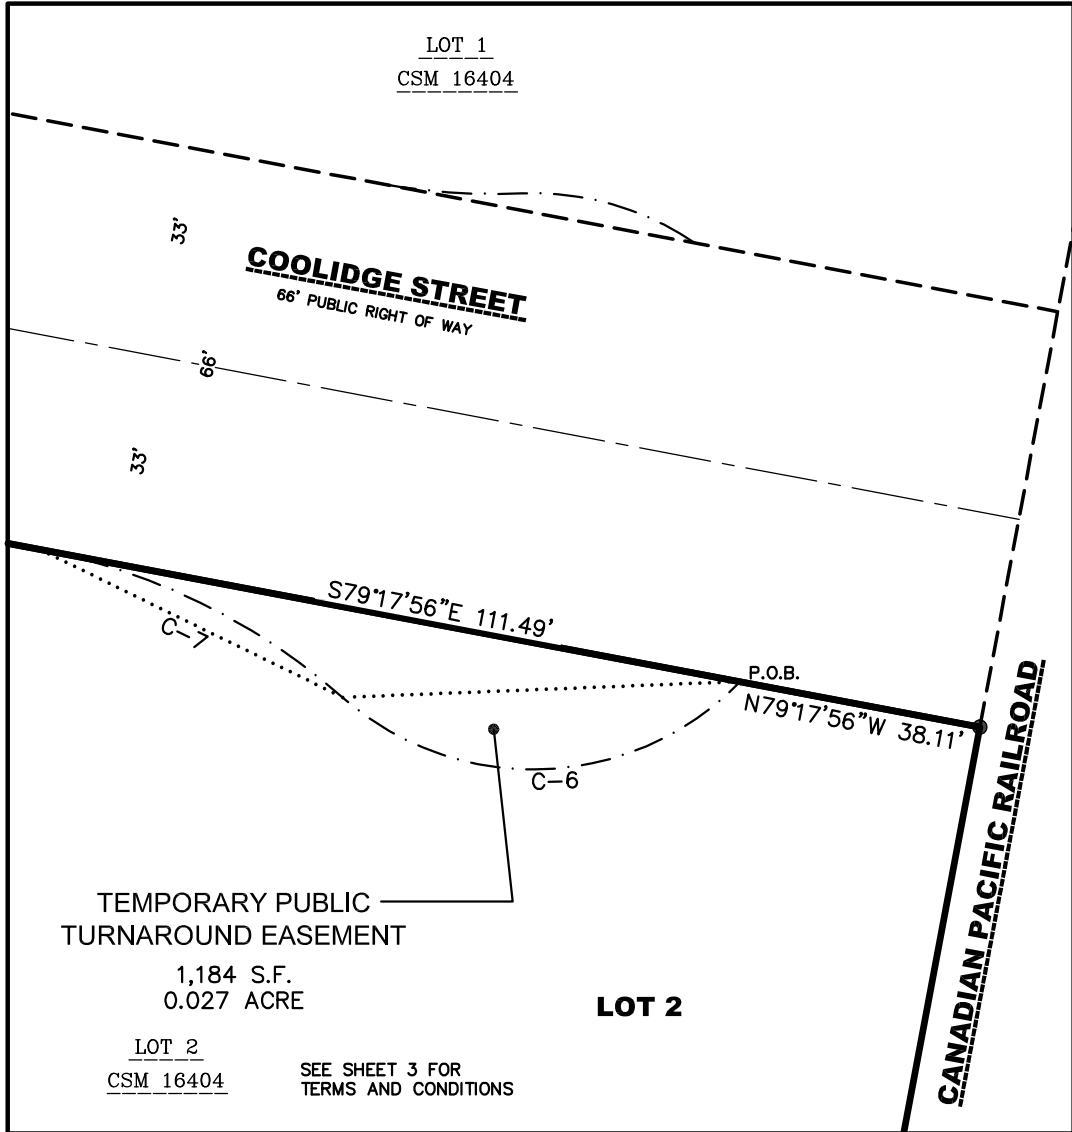 LOT 1
CSM 16404
33'
COOLIDGE STREET
66' PUBLIC RIGHT OF WAY
66'
33'
S79°17'56"E 111.49'
C-7
P.O.B.
N79°17'56"W 38.11'
C-6
CANADIAN PACIFIC RAILROAD
TEMPORARY PUBLIC
TURNAROUND EASEMENT
1,184 S.F.
0.027 ACRE
LOT 2
LOT 2
CSM 16404
SEE SHEET 3 FOR
TERMS AND CONDITIONS